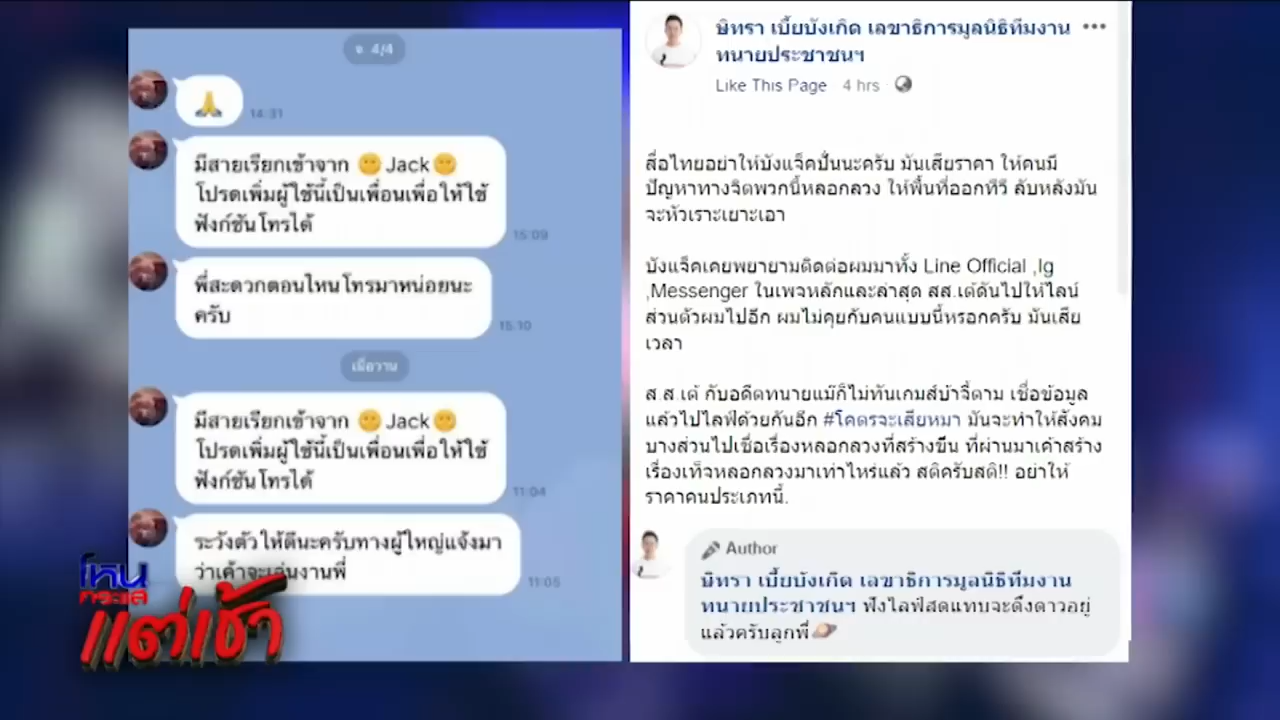 จ. 4/4
🙏
14:31
มีสายเรียกเข้าจาก 😶Jack😶
โปรดเพิ่มผู้ใช้นี้เป็นเพื่อนเพื่อให้ใช้
ฟังก์ชันโทรได้
15:09
พี่สะดวกตอนไหนโทรมาหน่อยนะ
ครับ
15:10
เมื่อวาน
มีสายเรียกเข้าจาก 😶Jack😶
โปรดเพิ่มผู้ใช้นี้เป็นเพื่อนเพื่อให้ใช้
ฟังก์ชันโทรได้
11:04
ระวังตัวให้ดีนะครับทางผู้ใหญ่แจ้งมา
ว่าเค้าจะเล่นงานพี่
11:05
โหนกระแส
แต่เช้า
ษิทรา เบี้ยบังเกิด เลขาธิการมูลนิธิทีมงาน
ทนายประชาชนฯ
Like This Page 4 hrs
สื่อไทยอย่าให้บังแจ็คปั่นนะครับ มันเสียราคา ให้คนมี
ปัญหาทางจิตพวกนี้หลอกลวง ให้พื้นที่ออกทีวี ลับหลังมัน
จะหัวเราะเยาะเอา
บังแจ็คเคยพยายามติดต่อผมมาทั้ง Line Official ,Ig
,Messenger ในเพจหลักและล่าสุด สส.เต้ดันไปให้ไลน์
ส่วนตัวผมไปอีก ผมไม่คุยกับคนแบบนี้หรอกครับ มันเสีย
เวลา
ส.ส.เต้ กับอดีตทนายแม๊ก็ไม่ทันเกมส์บ้าจี้ตาม เชื่อข้อมูล
แล้วไปไลฟ์ด้วยกันอีก #โคตรจะเสียหมา มันจะทำให้สังคม
บางส่วนไปเชื่อเรื่องหลอกลวงที่สร้างขึ้น ที่ผ่านมาเค้าสร้าง
เรื่องเท็จหลอกลวงมาเท่าไหร่แล้ว สติครับสติ!! อย่าให้
ราคาคนประเภทนี้.
Author
ษิทรา เบี้ยบังเกิด เลขาธิการมูลนิธิทีมงาน
ทนายประชาชนฯ ฟังไลฟ์สดแทบจะดึงดาวอยู่
แล้วครับลูกพี่🪐